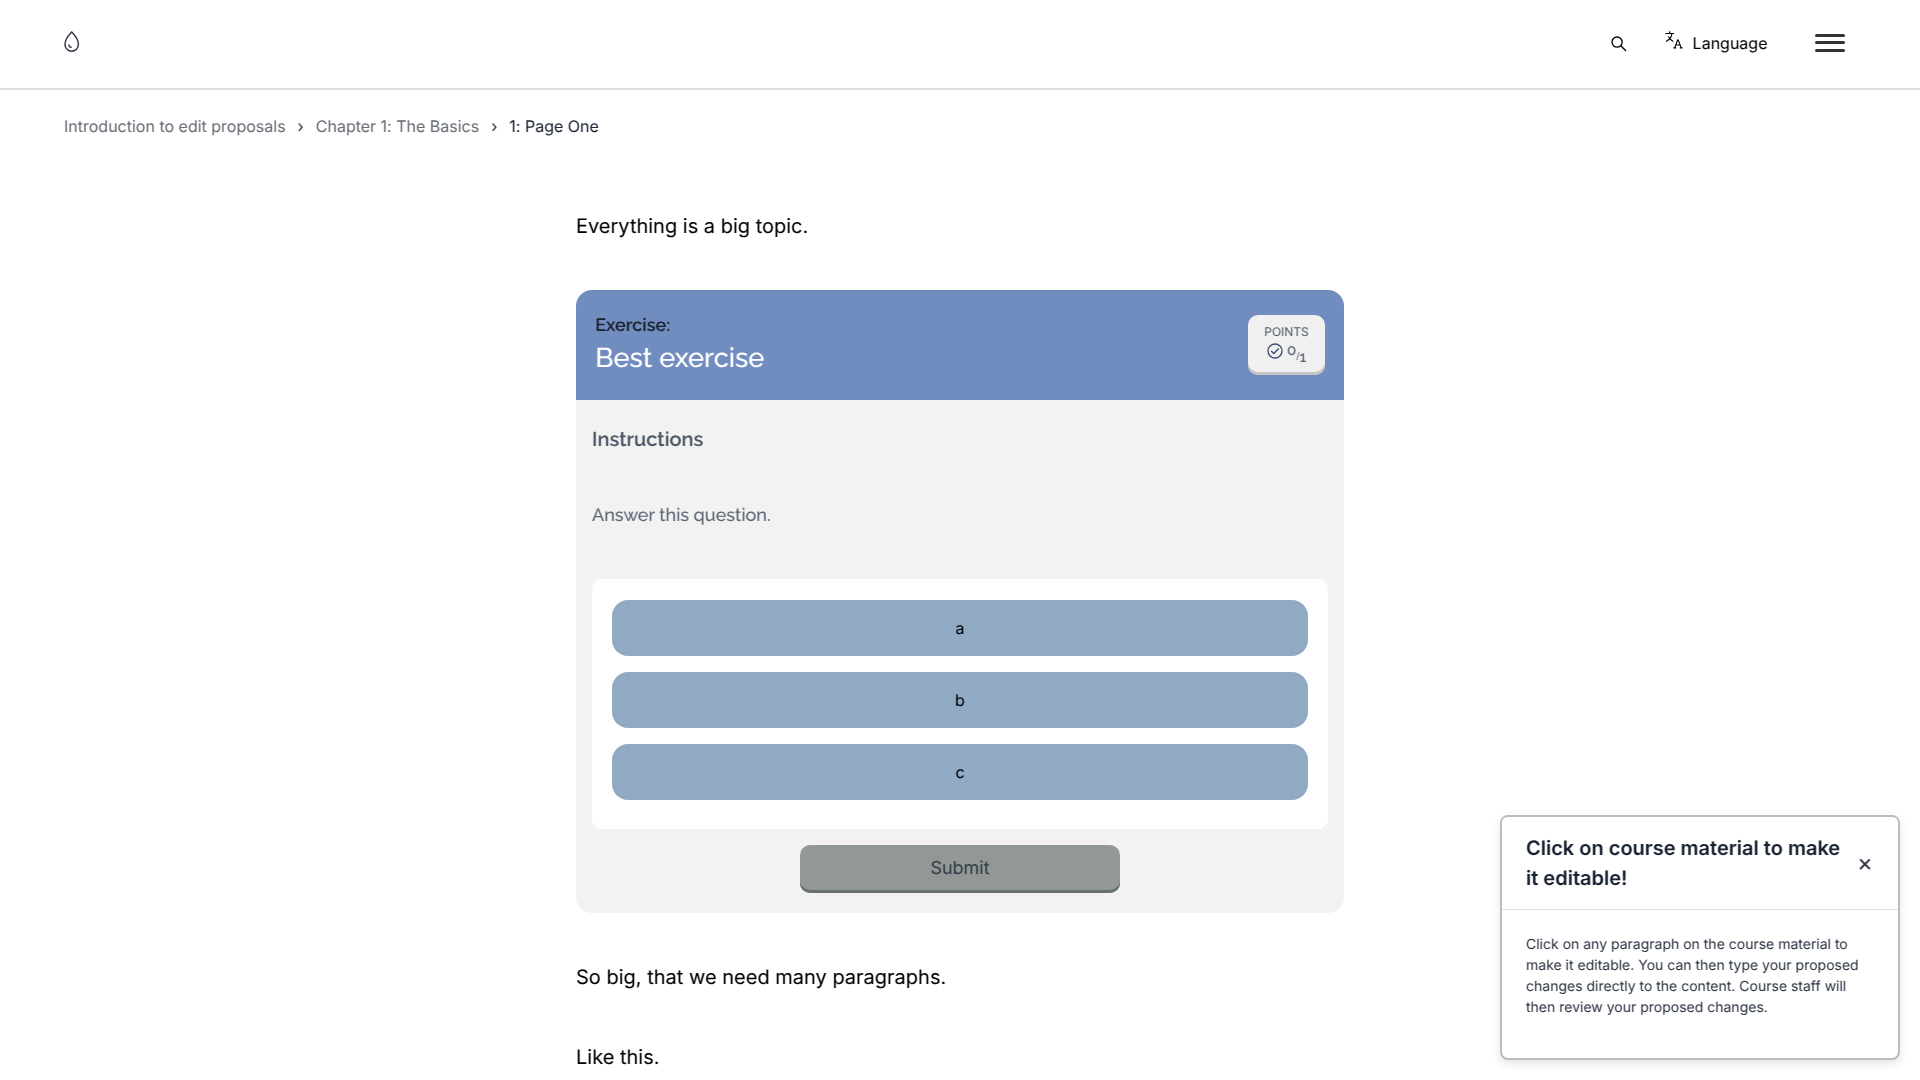 Language
Introduction to edit proposals › Chapter 1: The Basics › 1: Page One
Everything is a big topic.
Exercise:
Best exercise
POINTS
0/1
Instructions
Answer this question.
a
b
c
Submit
So big, that we need many paragraphs.
Like this.
Click on course material to make
it editable!
Click on any paragraph on the course material to
make it editable. You can then type your proposed
changes directly to the content. Course staff will
then review your proposed changes.